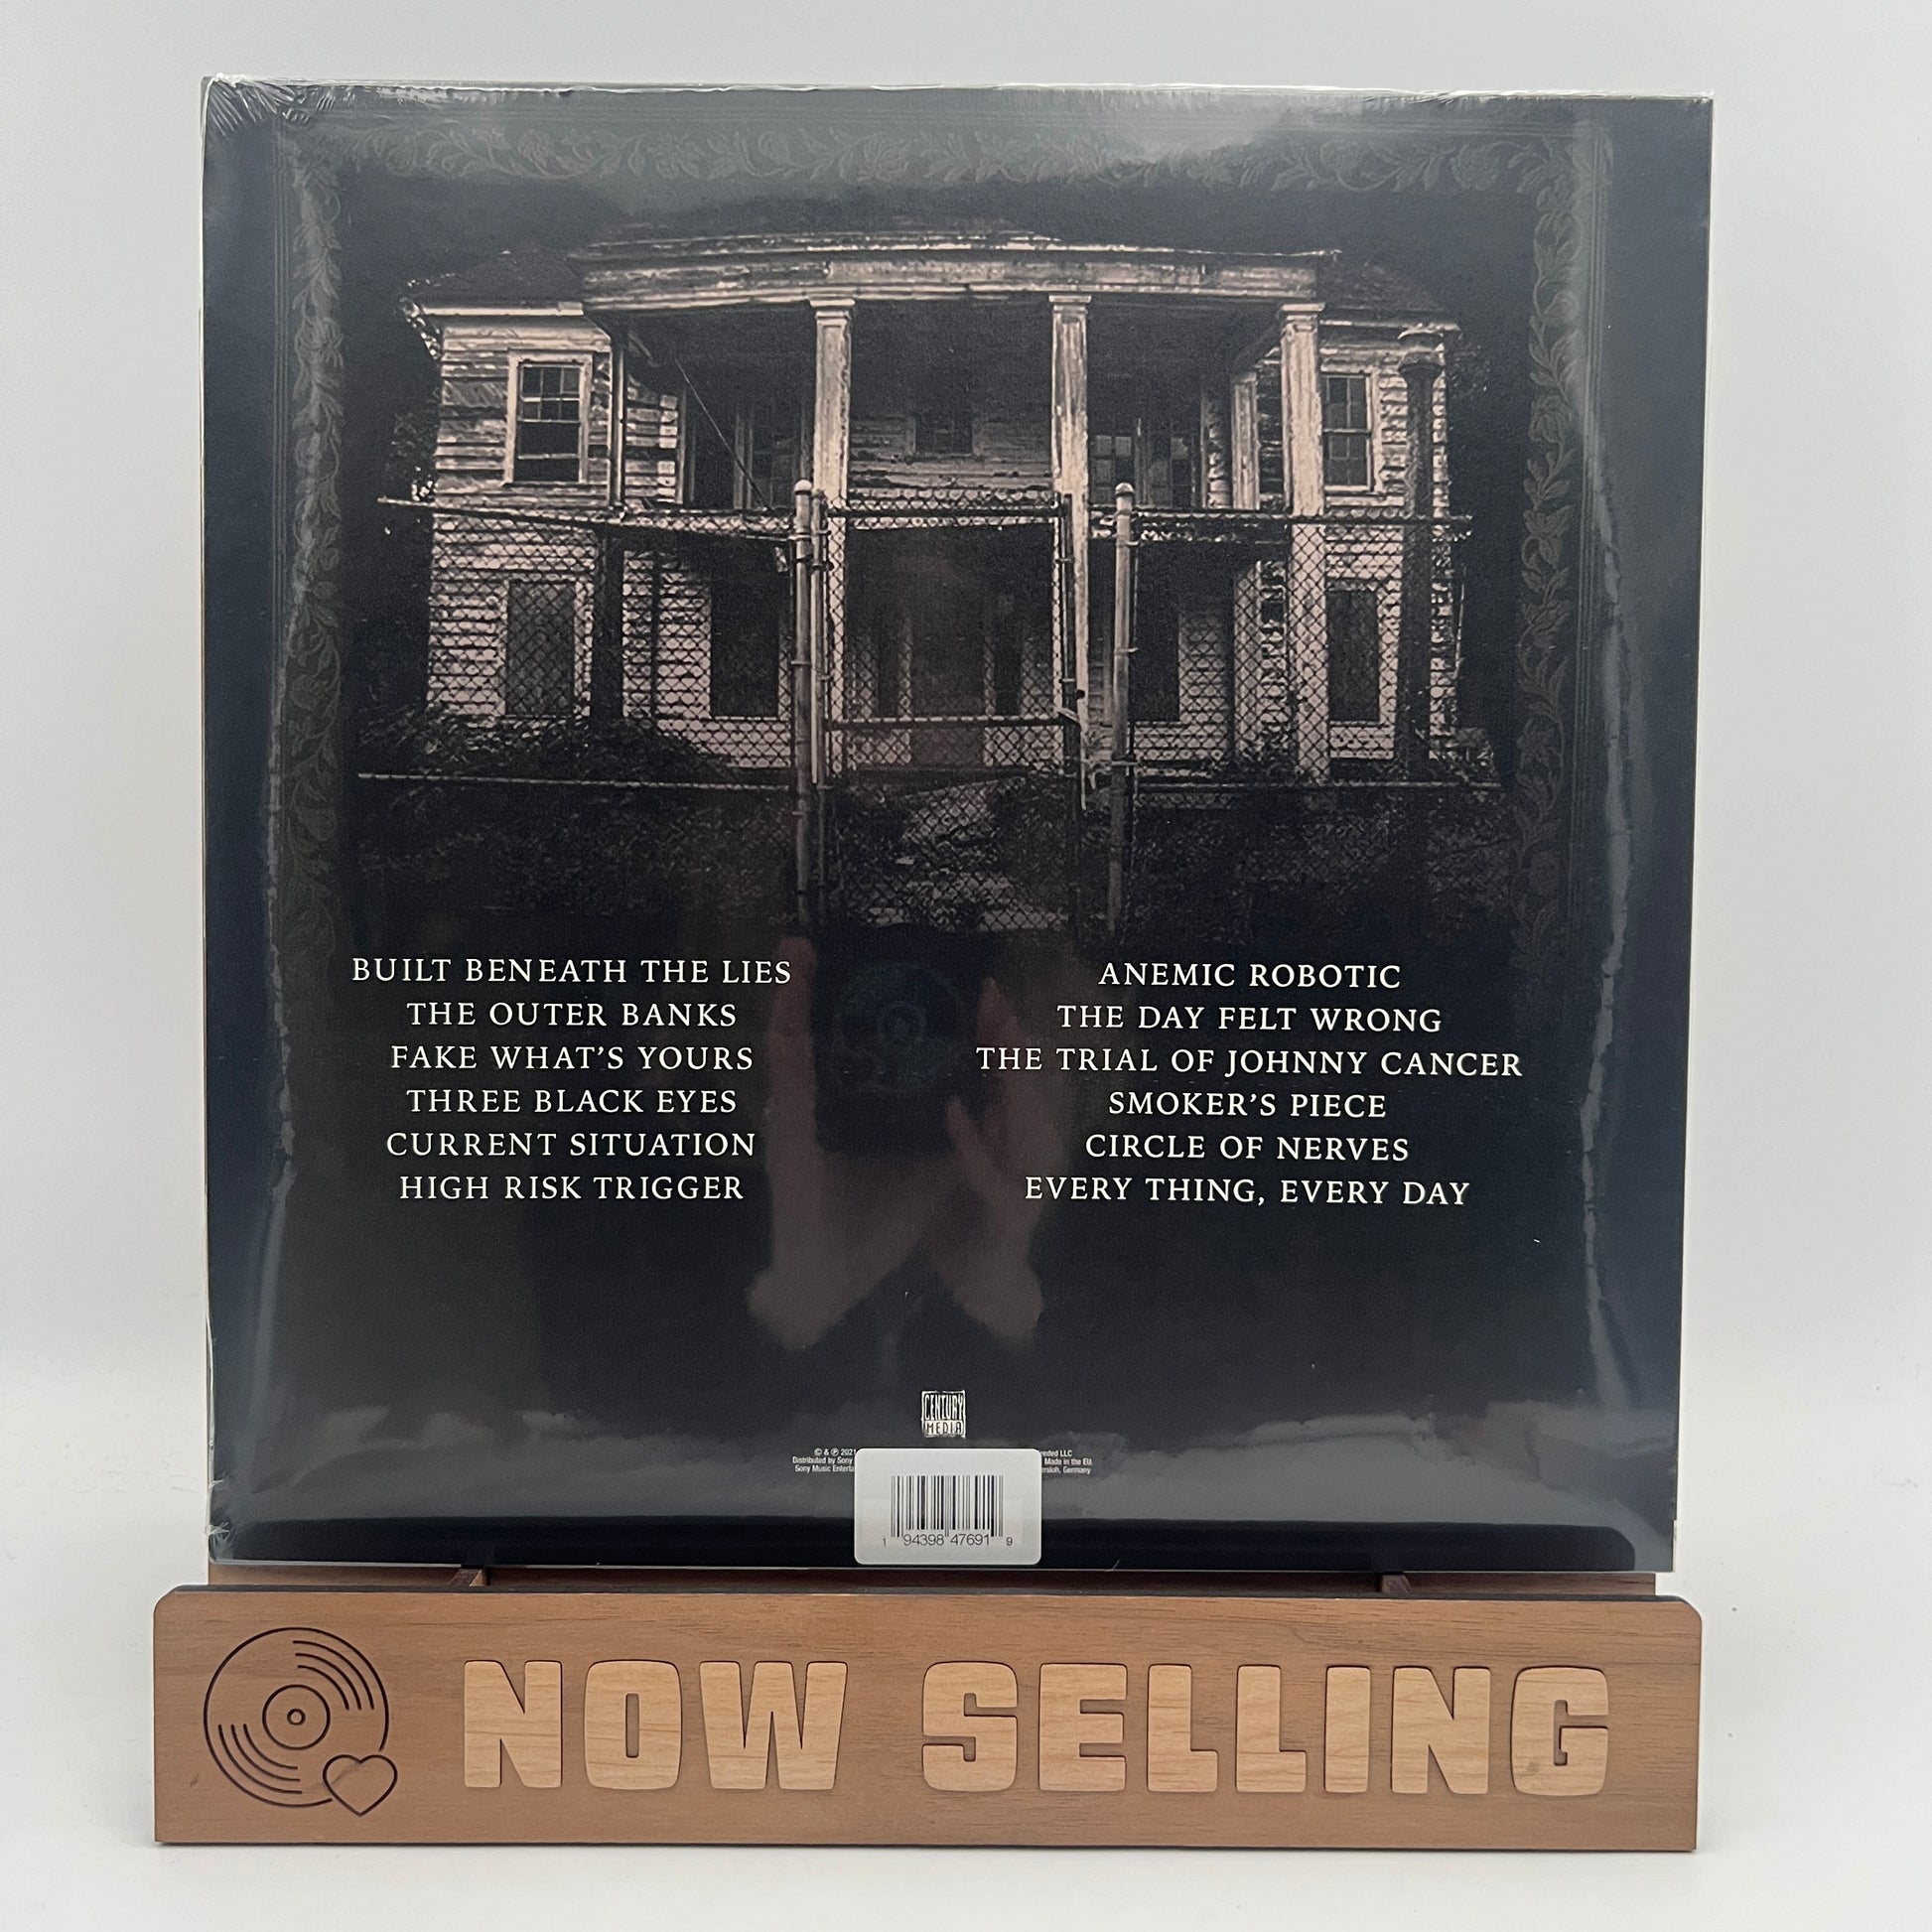 BUILT BENEATH THE LIES
THE OUTER BANKS
FAKE WHAT'S YOURS
THREE BLACK EYES
CURRENT SITUATION
HIGH RISK TRIGGER
ANEMIC ROBOTIC
THE DAY FELT WRONG
THE TRIAL OF JOHNNY CANCER
SMOKER'S PIECE
CIRCLE OF NERVES
EVERY THING, EVERY DAY
CENTURY
MEDIA
© & ℗ 2021
LLC
Distributed by Sony
Made in the EU.
Sony Music
Germany
1 94398 47691 9
NOW SELLING